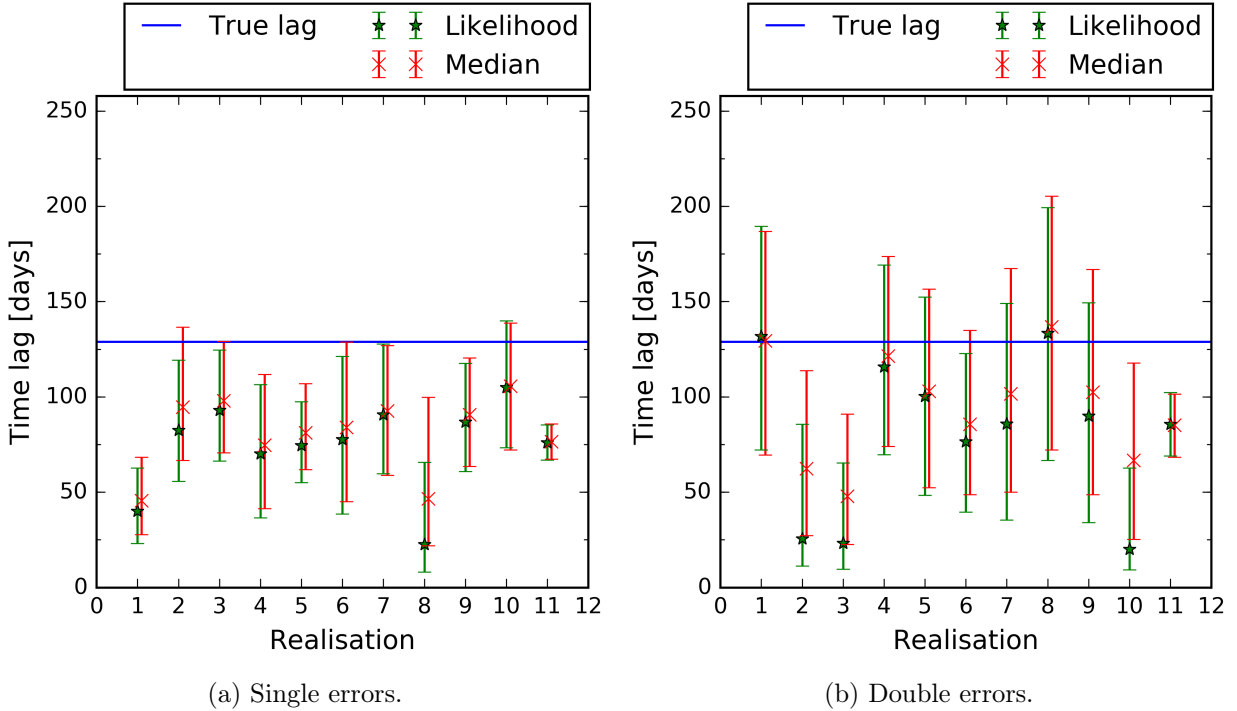 True lag
Likelihood
Median
250
200
150
100
50
0
Time lag [days]
0 1 2 3 4 5 6 7 8 9 10 11 12
Realisation
(a) Single errors.
True lag
Likelihood
Median
250
200
150
100
50
0
Time lag [days]
0 1 2 3 4 5 6 7 8 9 10 11 12
Realisation
(b) Double errors.